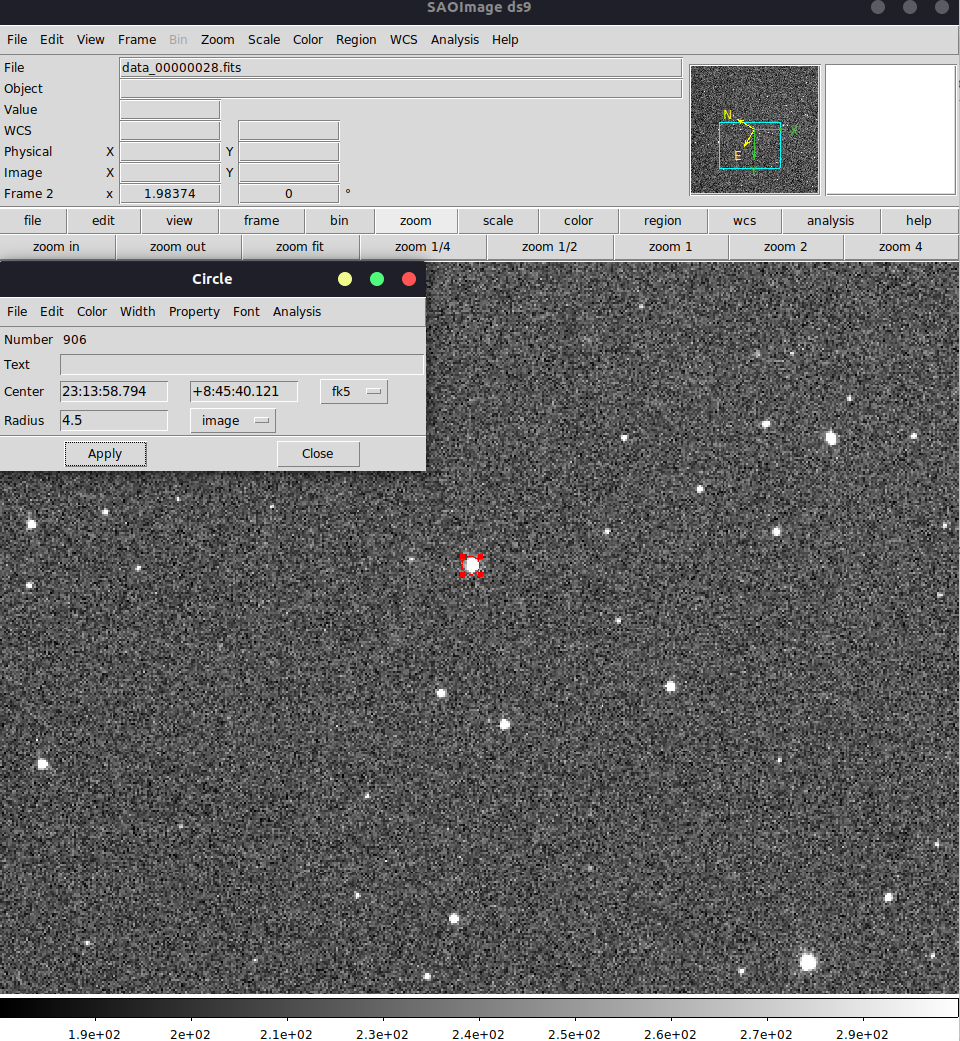 SAOImage ds9
File Edit View Frame Bin Zoom Scale Color Region WCS Analysis Help
File data_00000028.fits
Object
Value
WCS
Physical X Y
Image X Y
Frame 2 x 1.98374 0 °
N
X
E
file edit view frame bin zoom scale color region wcs analysis help
zoom in zoom out zoom fit zoom 1/4 zoom 1/2 zoom 1 zoom 2 zoom 4
Circle
File Edit Color Width Property Font Analysis
Number 906
Text
Center 23:13:58.794 +8:45:40.121 fk5
Radius 4.5 image
Apply Close
1.9e+02 2e+02 2.1e+02 2.3e+02 2.4e+02 2.5e+02 2.6e+02 2.7e+02 2.9e+02